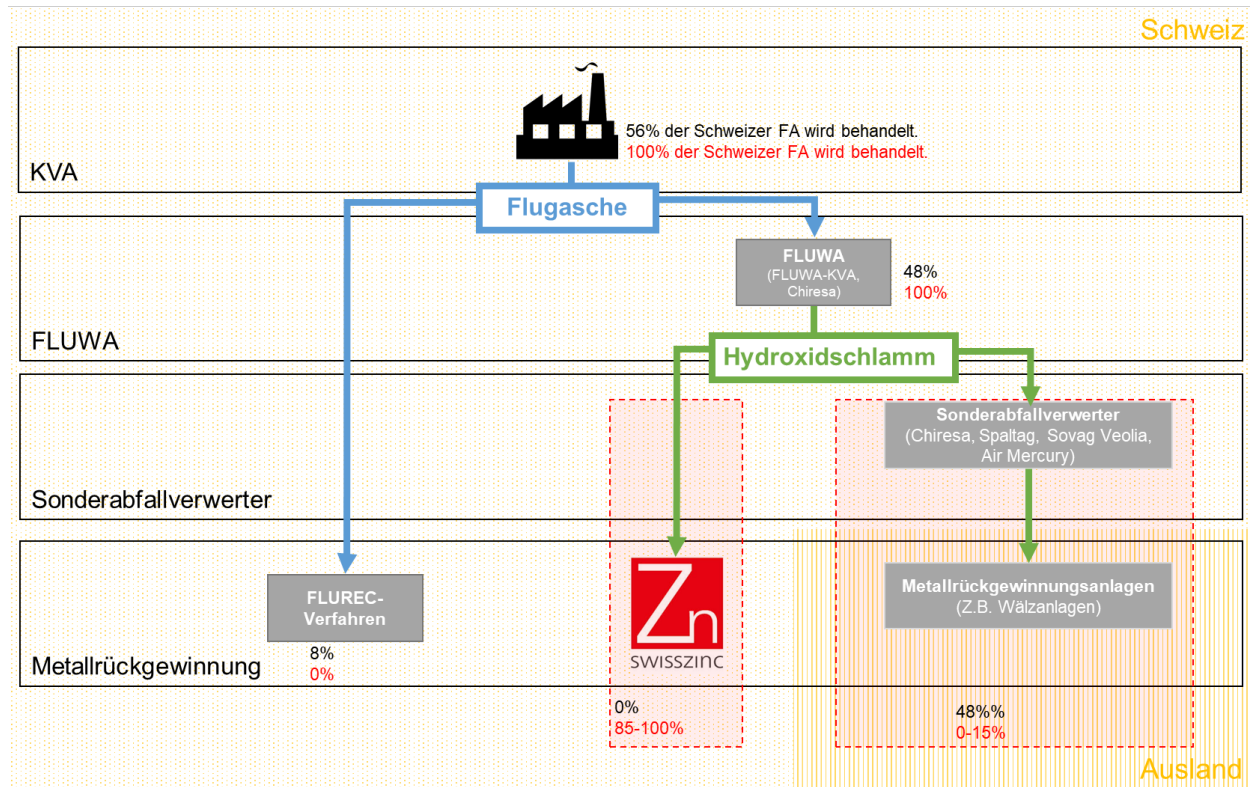 Schweiz
56% der Schweizer FA wird behandelt.
100% der Schweizer FA wird behandelt.
KVA
Flugasche
FLUWA
(FLUWA-KVA,
Chiresa)
48%
100%
FLUWA
Hydroxidschlamm
Sonderabfallverwerter
(Chiresa, Spaltag, Sovag Veolia,
Air Mercury)
Sonderabfallverwerter
FLUREC-
Verfahren
Zn
SWISSZINC
Metallrückgewinnungsanlagen
(Z.B. Wälzanlagen)
8%
0%
Metallrückgewinnung
0%
85-100%
48%%
0-15%
Ausland